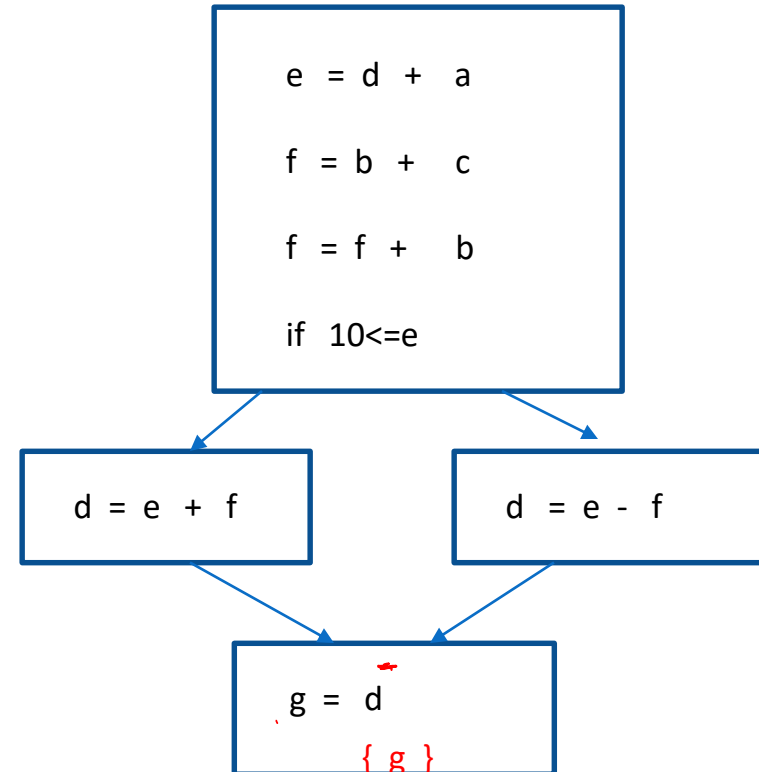 e = d + a
f = b + c
f = f + b
if 10<=e
d = e + f
d = e - f
g = d
{ g }